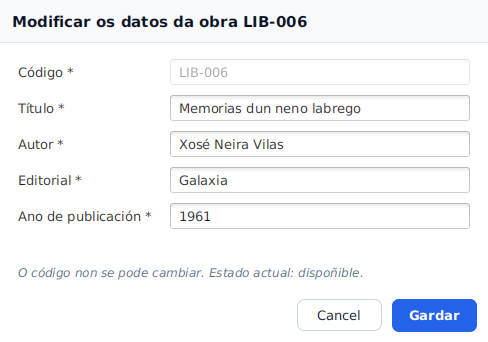 Modificar os datos da obra LIB-006
Código * LIB-006
Título * Memorias dun neno labrego
Autor * Xosé Neira Vilas
Editorial * Galaxia
Ano de publicación * 1961
O código non se pode cambiar. Estado actual: dispoñible.
Cancel Gardar